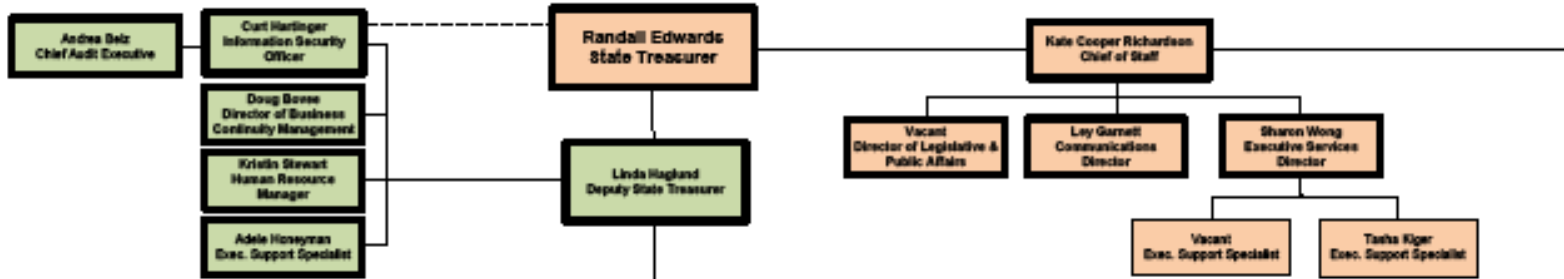 Andrea Belz
Chief Audit Executive
Curt Hartinger
Information Security
Officer
Randall Edwards
State Treasurer
Kate Cooper Richardson
Chief of Staff
Doug Bovee
Director of Business
Continuity Management
Kristin Stewart
Human Resource
Manager
Adele Honeyman
Exec. Support Specialist
Linda Haglund
Deputy State Treasurer
Vacant
Director of Legislative &
Public Affairs
Ley Garnett
Communications
Director
Sharon Wong
Executive Services
Director
Vacant
Exec. Support Specialist
Tasha Kiger
Exec. Support Specialist